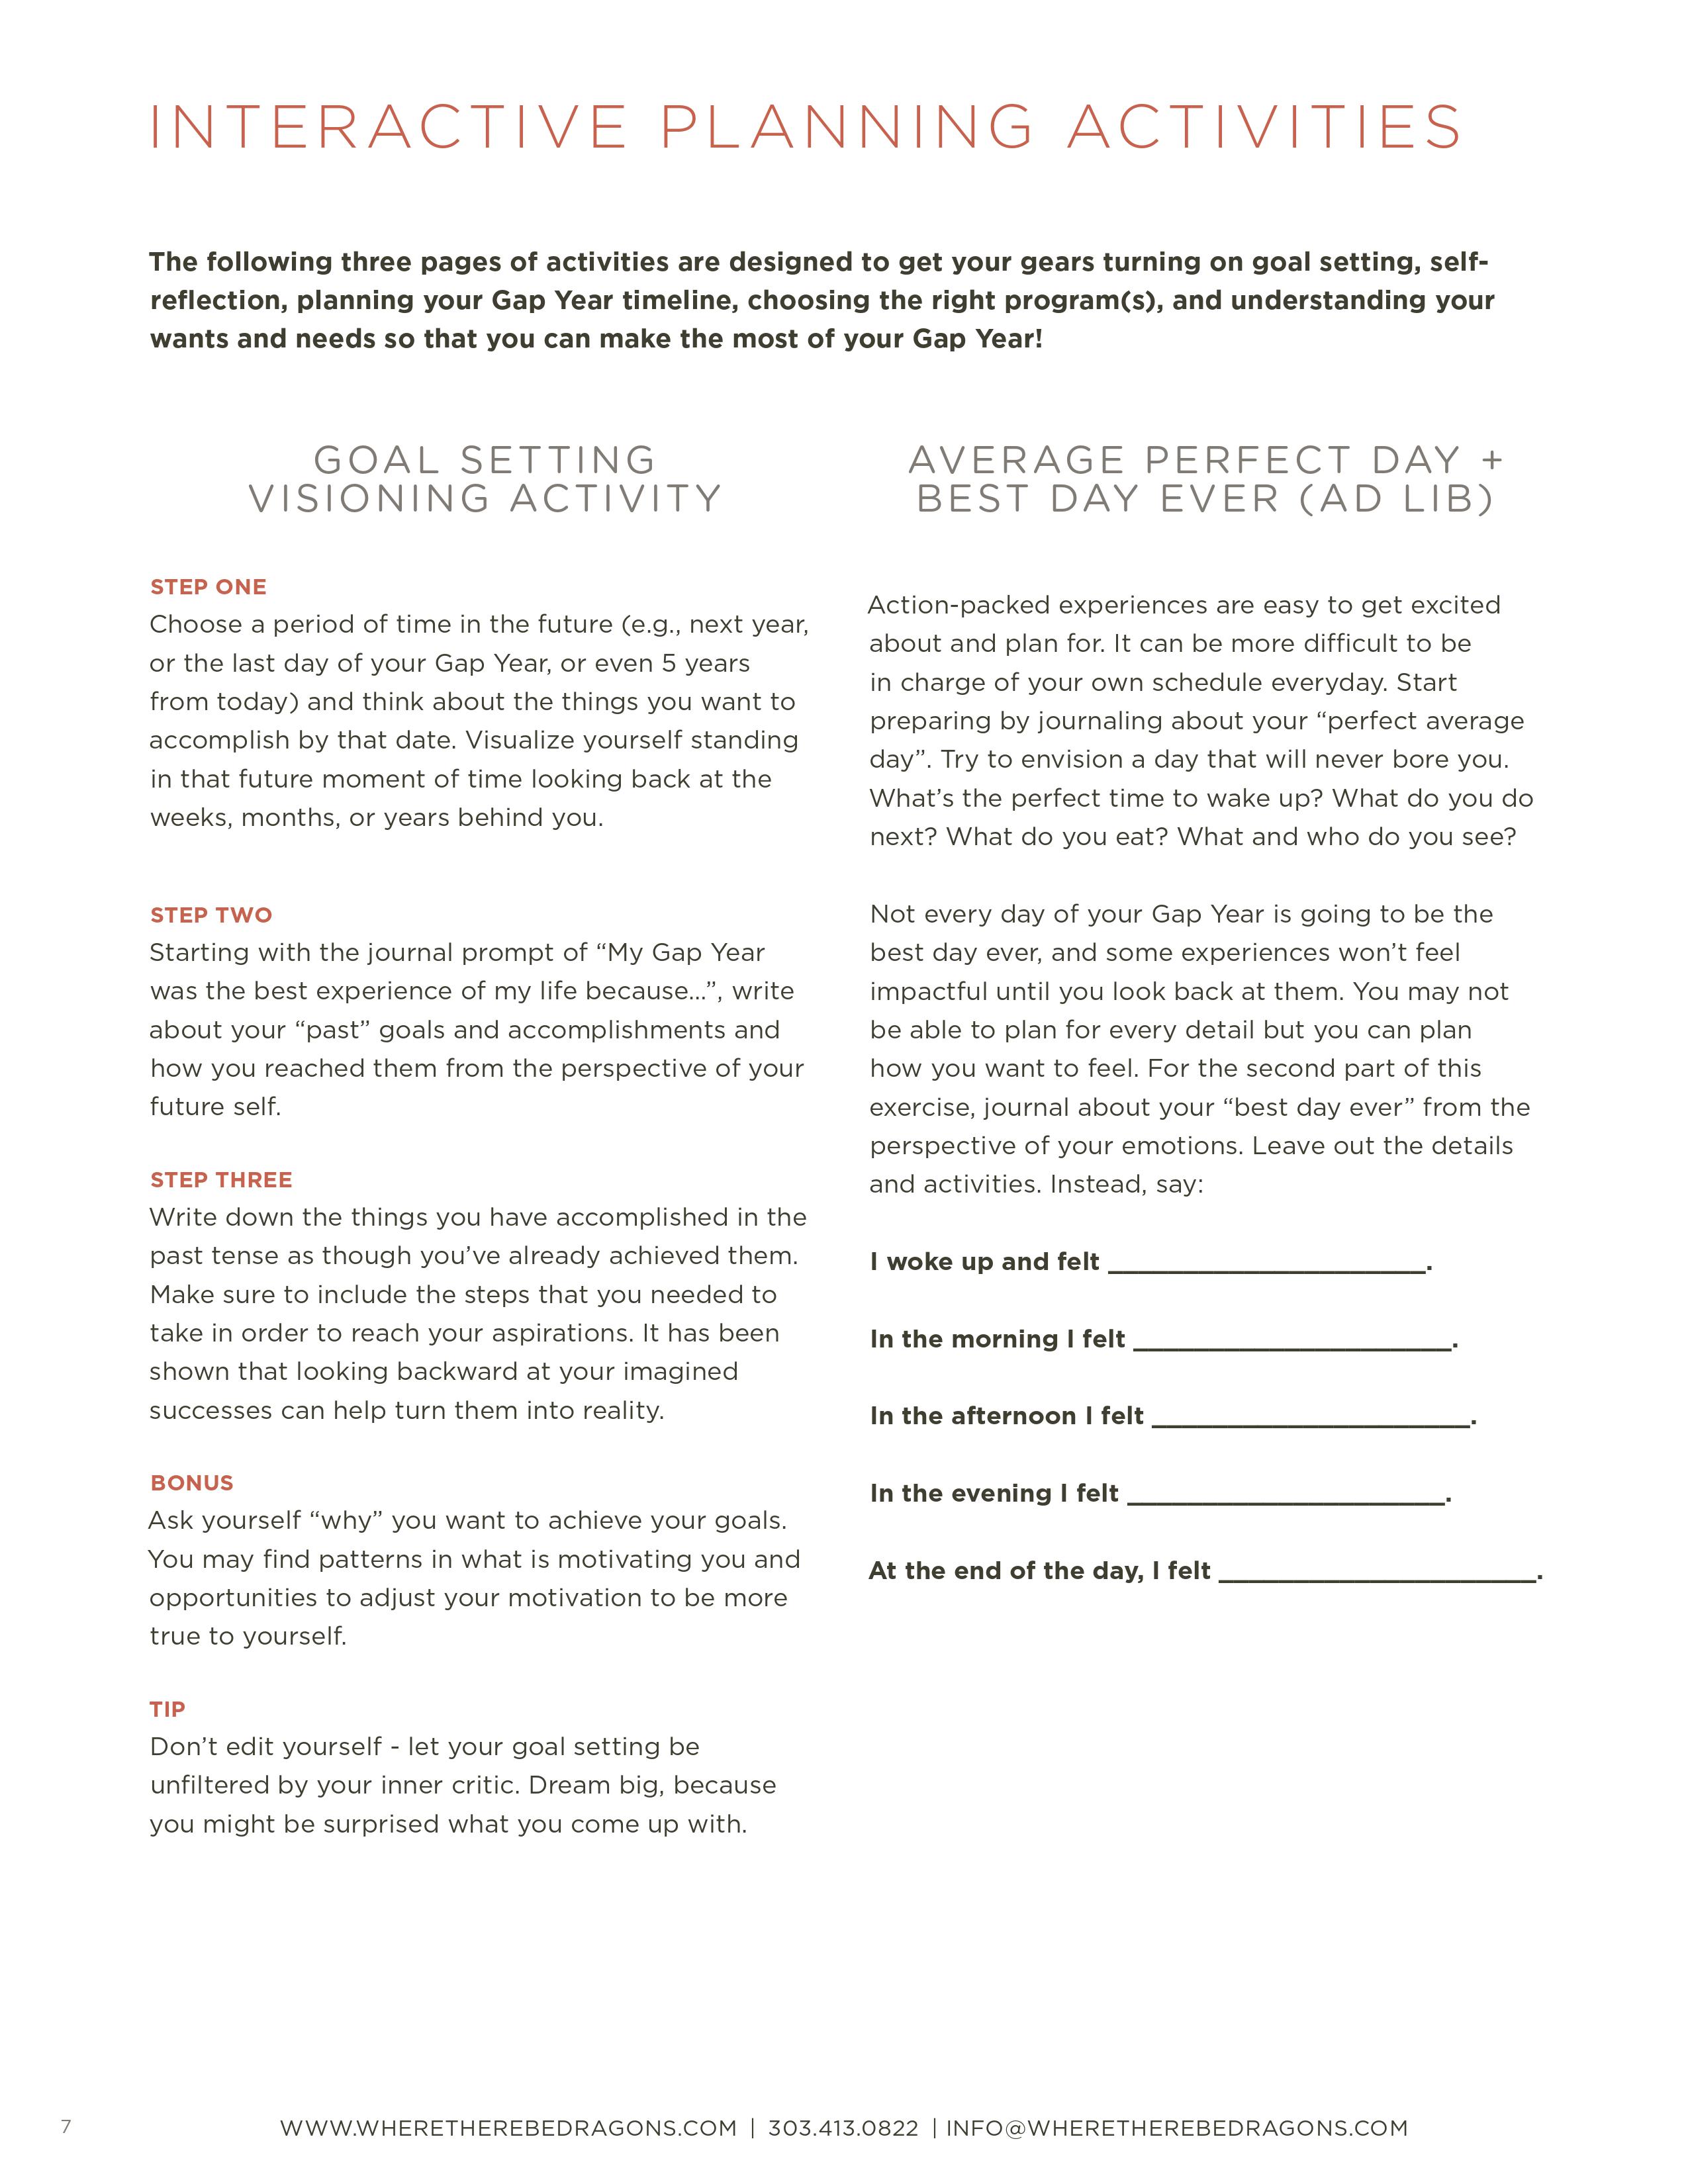 INTERACTIVE PLANNING ACTIVITIES
The following three pages of activities are designed to get your gears turning on goal setting, self-
reflection, planning your Gap Year timeline, choosing the right program(s), and understanding your
wants and needs so that you can make the most of your Gap Year!
GOAL SETTING
VISIONING ACTIVITY
STEP ONE
Choose a period of time in the future (e.g., next year,
or the last day of your Gap Year, or even 5 years
from today) and think about the things you want to
accomplish by that date. Visualize yourself standing
in that future moment of time looking back at the
weeks, months, or years behind you.
STEP TWO
Starting with the journal prompt of “My Gap Year
was the best experience of my life because…”, write
about your “past” goals and accomplishments and
how you reached them from the perspective of your
future self.
STEP THREE
Write down the things you have accomplished in the
past tense as though you’ve already achieved them.
Make sure to include the steps that you needed to
take in order to reach your aspirations. It has been
shown that looking backward at your imagined
successes can help turn them into reality.
BONUS
Ask yourself “why” you want to achieve your goals.
You may find patterns in what is motivating you and
opportunities to adjust your motivation to be more
true to yourself.
TIP
Don’t edit yourself - let your goal setting be
unfiltered by your inner critic. Dream big, because
you might be surprised what you come up with.
AVERAGE PERFECT DAY +
BEST DAY EVER (AD LIB)
Action-packed experiences are easy to get excited
about and plan for. It can be more difficult to be
in charge of your own schedule everyday. Start
preparing by journaling about your “perfect average
day”. Try to envision a day that will never bore you.
What’s the perfect time to wake up? What do you do
next? What do you eat? What and who do you see?
Not every day of your Gap Year is going to be the
best day ever, and some experiences won’t feel
impactful until you look back at them. You may not
be able to plan for every detail but you can plan
how you want to feel. For the second part of this
exercise, journal about your “best day ever” from the
perspective of your emotions. Leave out the details
and activities. Instead, say:
I woke up and felt ______________________.
In the morning I felt ______________________.
In the afternoon I felt ______________________.
In the evening I felt ______________________.
At the end of the day, I felt ______________________.
7
WWW.WHERETHEREBEDRAGONS.COM | 303.413.0822 | INFO@WHERETHEREBEDRAGONS.COM